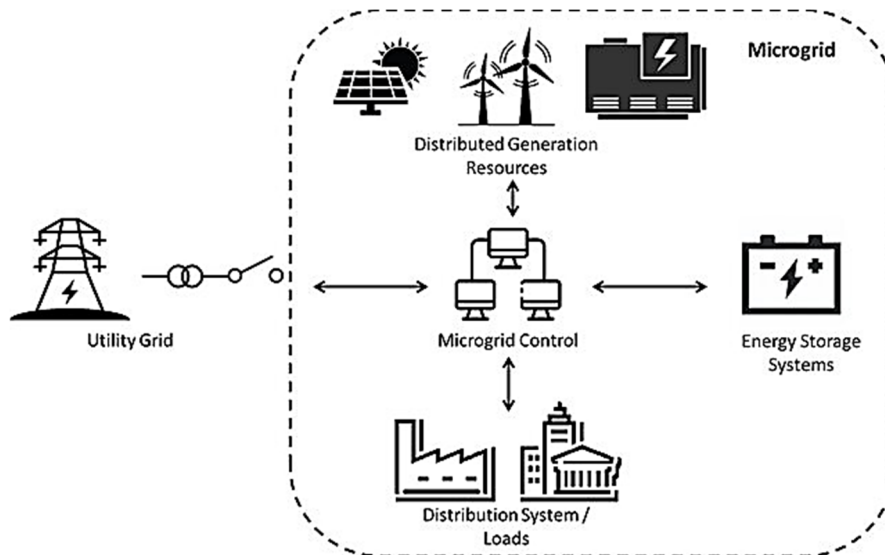 Microgrid
Distributed Generation
Resources
Utility Grid
Microgrid Control
Energy Storage
Systems
Distribution System /
Loads